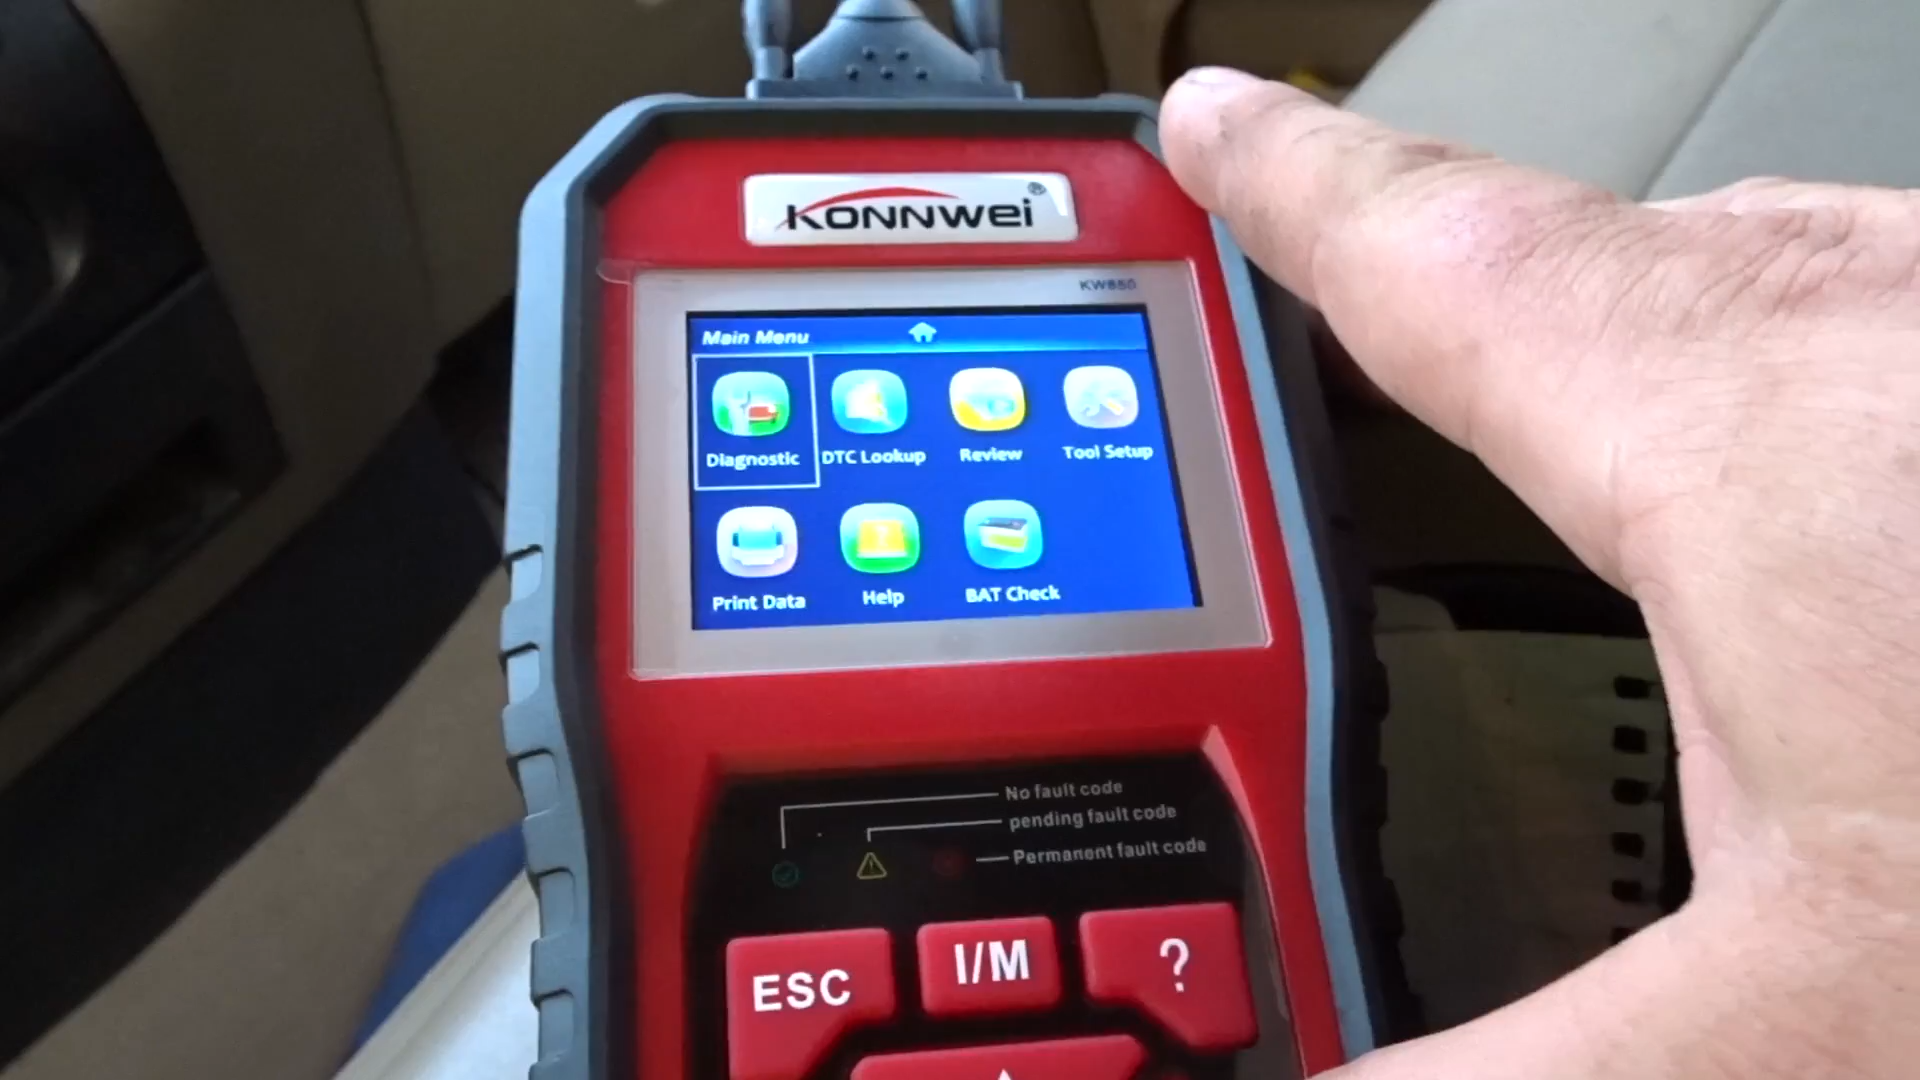 KONNWEI®
KW850
Main Menu
Diagnostic
DTC Lookup
Review
Tool Setup
Print Data
Help
BAT Check
No fault code
pending fault code
Permanent fault code
ESC
I/M
?